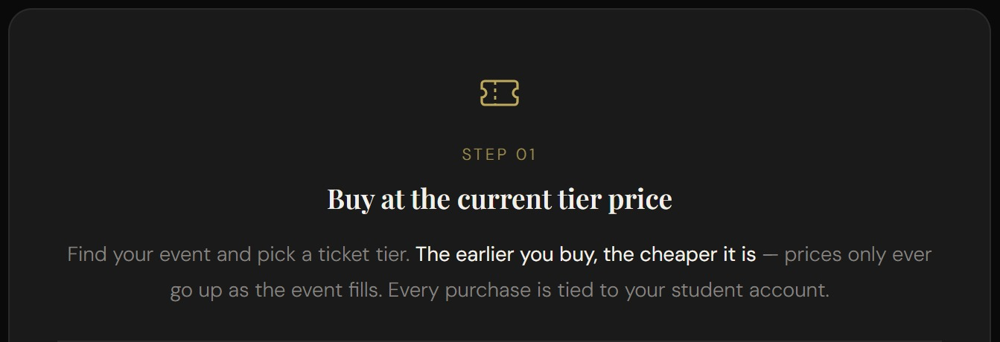 STEP 01
Buy at the current tier price
Find your event and pick a ticket tier. The earlier you buy, the cheaper it is — prices only ever
go up as the event fills. Every purchase is tied to your student account.